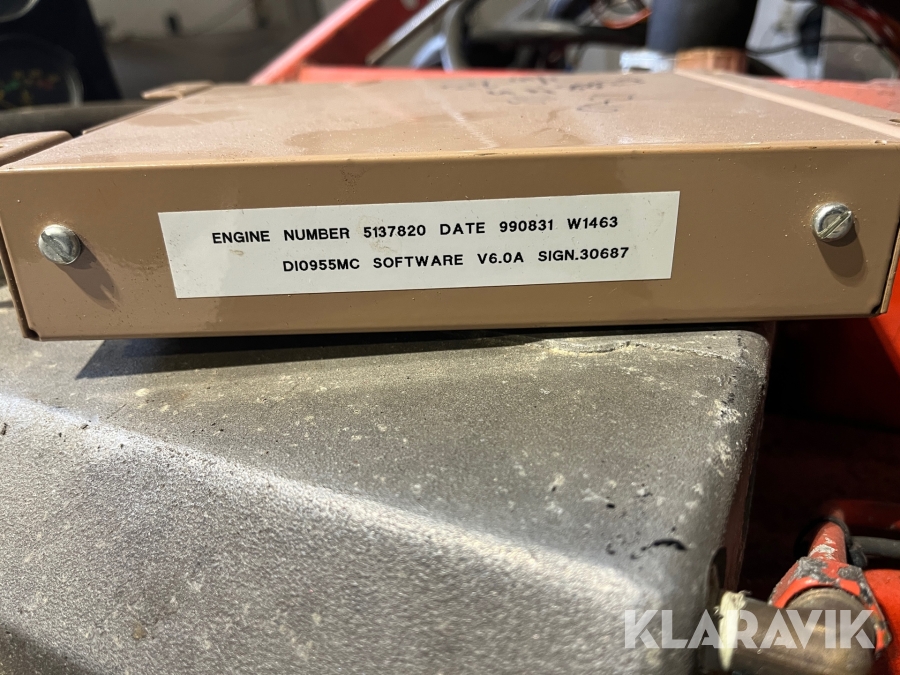 ENGINE NUMBER 5137820 DATE 990831 W1463
DI0955MC SOFTWARE V6.0A SIGN.30687
KLARAVIK